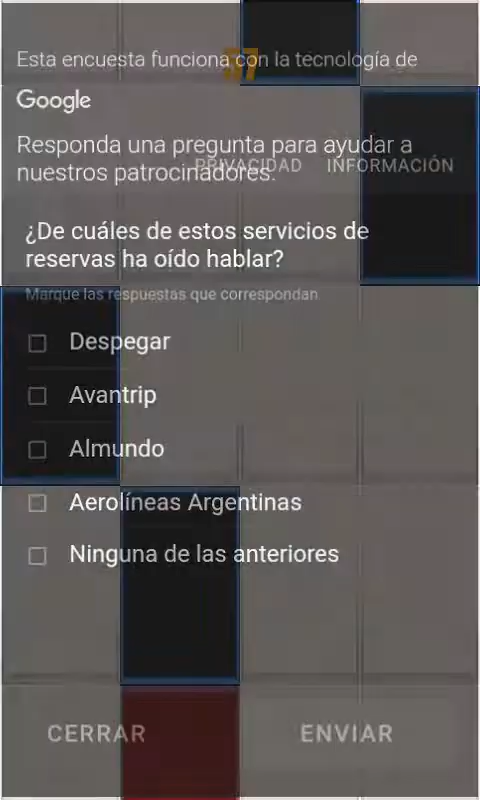 Esta encuesta funciona con la tecnología de
57
Google
Responda una pregunta para ayudar a
nuestros patrocinadores.
PRIVACIDAD INFORMACIÓN
¿De cuáles de estos servicios de
reservas ha oído hablar?
Marque las respuestas que correspondan.
Despegar
Avantrip
Almundo
Aerolíneas Argentinas
Ninguna de las anteriores
CERRAR ENVIAR